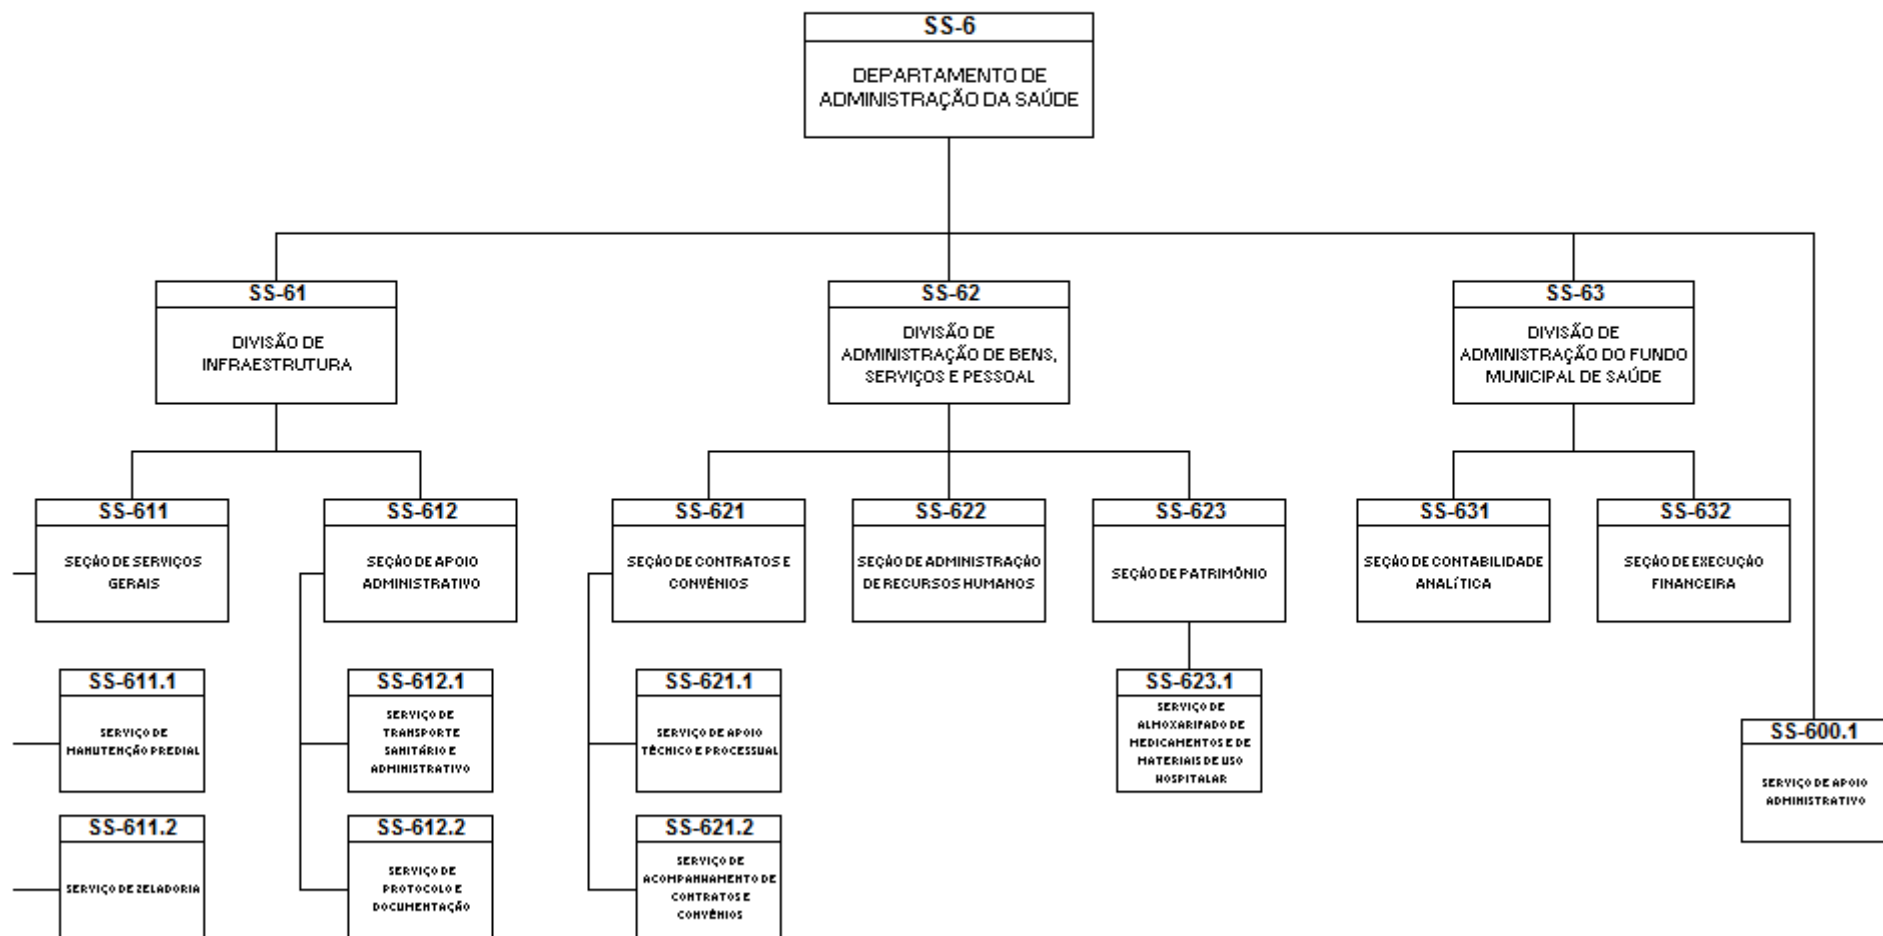 SS-6
DEPARTAMENTO DE
ADMINISTRAÇÃO DA SAÚDE
SS-61
DIVISÃO DE
INFRAESTRUTURA
SS-62
DIVISÃO DE
ADMINISTRAÇÃO DE BENS,
SERVIÇOS E PESSOAL
SS-63
DIVISÃO DE
ADMINISTRAÇÃO DO FUNDO
MUNICIPAL DE SAÚDE
SS-611
SEÇÃO DE SERVIÇOS
GERAIS
SS-612
SEÇÃO DE APOIO
ADMINISTRATIVO
SS-621
SEÇÃO DE CONTRATOS E
CONVÊNIOS
SS-622
SEÇÃO DE ADMINISTRAÇÃO
DE RECURSOS HUMANOS
SS-623
SEÇÃO DE PATRIMÔNIO
SS-631
SEÇÃO DE CONTABILIDADE
ANALÍTICA
SS-632
SEÇÃO DE EXECUÇÃO
FINANCEIRA
SS-611.1
SERVIÇO DE
MANUTENÇÃO PREDIAL
SS-612.1
SERVIÇO DE
TRANSPORTE
SANITÁRIO E
ADMINISTRATIVO
SS-621.1
SERVIÇO DE APOIO
TÉCNICO E PROCESSUAL
SS-623.1
SERVIÇO DE
ALMOXARIFADO DE
MEDICAMENTOS E DE
MATERIAIS DE USO
HOSPITALAR
SS-600.1
SERVIÇO DE APOIO
ADMINISTRATIVO
SS-611.2
SERVIÇO DE ZELADORIA
SS-612.2
SERVIÇO DE
PROTOCOLO E
DOCUMENTAÇÃO
SS-621.2
SERVIÇO DE
ACOMPANHAMENTO DE
CONTRATOS E
CONVÊNIOS